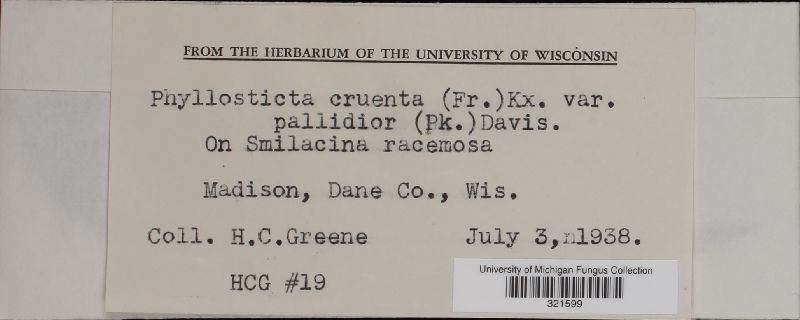 FROM THE HERBARIUM OF THE UNIVERSITY OF WISCONSIN
Phyllosticta cruenta (Fr.)Kx. var.
pallidior (Pk.)Davis.
On Smilacina racemosa
Madison, Dane Co., Wis.
Coll. H.C.Greene July 3,n1938.
HCG #19
University of Michigan Fungus Collection
321599